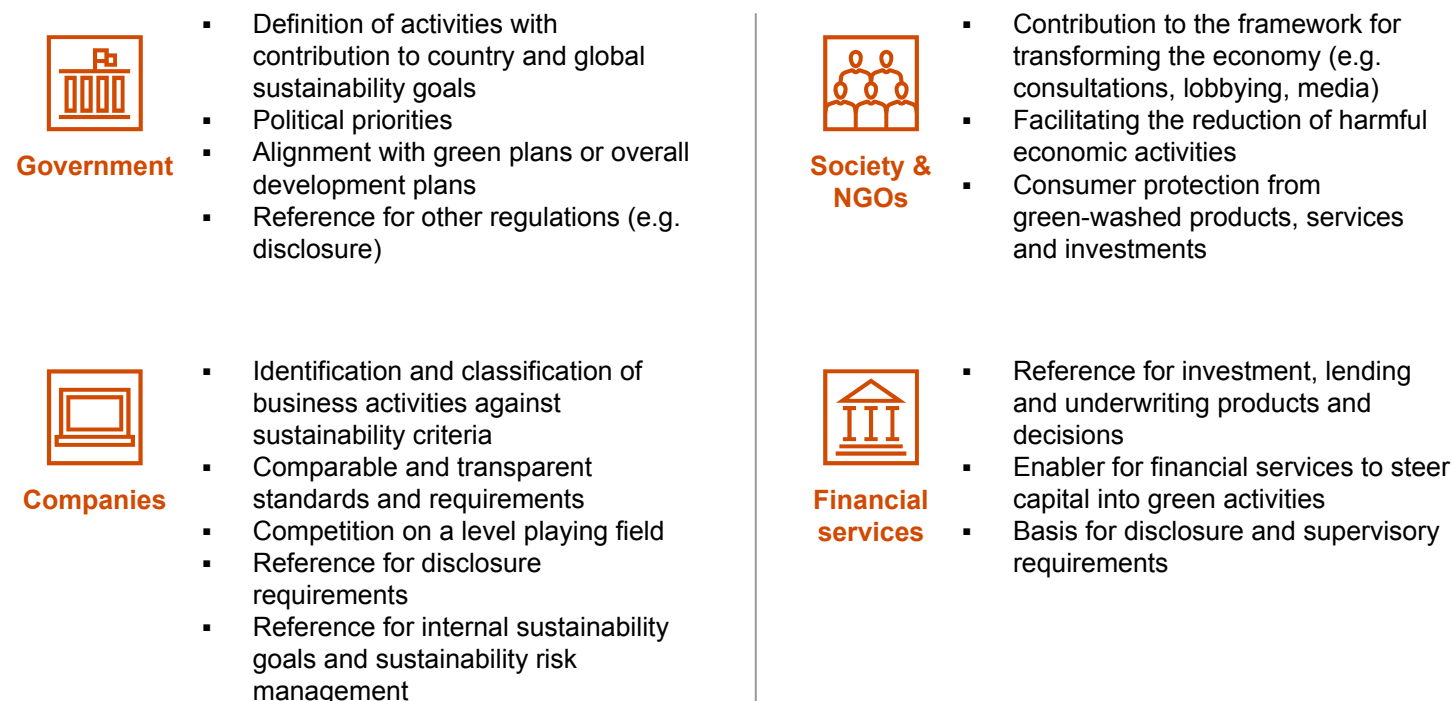 Government
▪ Definition of activities with
contribution to country and global
sustainability goals
▪ Political priorities
▪ Alignment with green plans or overall
development plans
▪ Reference for other regulations (e.g.
disclosure)
Society &
NGOs
▪ Contribution to the framework for
transforming the economy (e.g.
consultations, lobbying, media)
▪ Facilitating the reduction of harmful
economic activities
▪ Consumer protection from
green-washed products, services
and investments
Companies
▪ Identification and classification of
business activities against
sustainability criteria
▪ Comparable and transparent
standards and requirements
▪ Competition on a level playing field
▪ Reference for disclosure
requirements
▪ Reference for internal sustainability
goals and sustainability risk
management
Financial
services
▪ Reference for investment, lending
and underwriting products and
decisions
▪ Enabler for financial services to steer
capital into green activities
▪ Basis for disclosure and supervisory
requirements